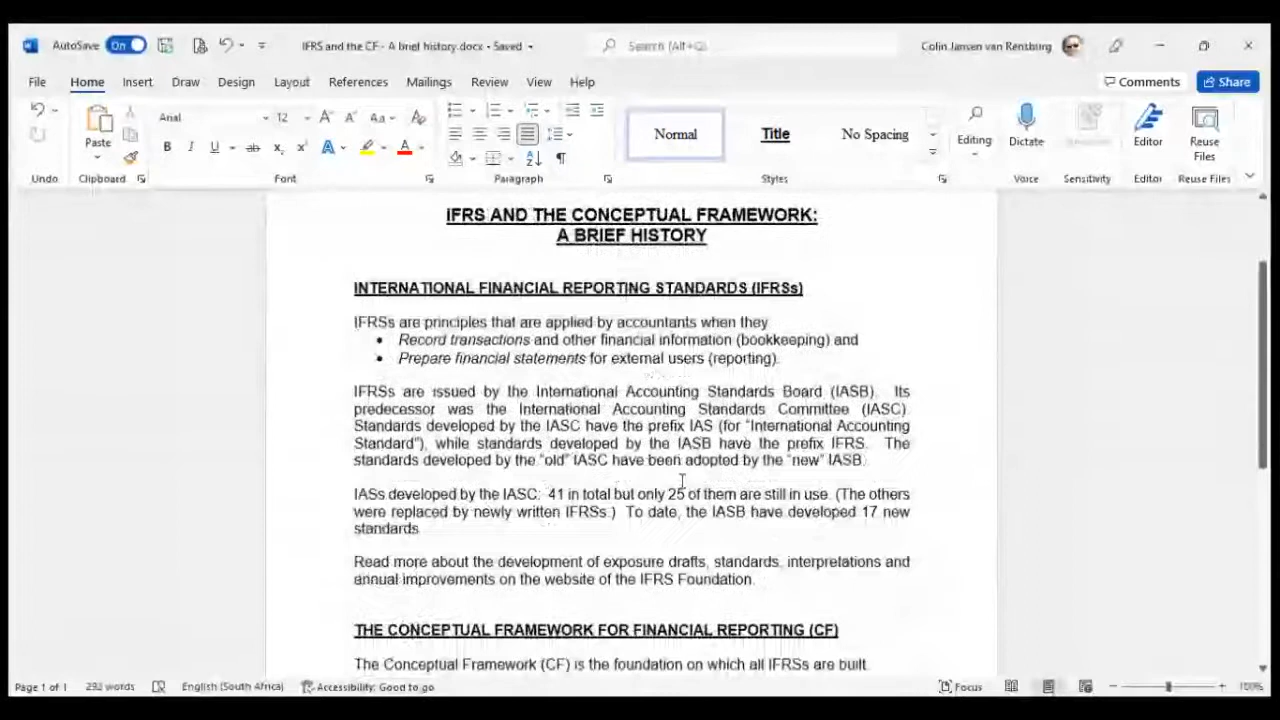 AutoSave On IFRS and the CF - A brief history.docx - Saved Search (Alt+Q) Colin Jansen van Rensburg
File Home Insert Draw Design Layout References Mailings Review View Help Comments Share
Arial 12
Paste
Normal Title No Spacing
Editing Dictate Editor Reuse Files
Undo Clipboard Font Paragraph Styles Voice Sensitivity Editor Reuse Files
IFRS AND THE CONCEPTUAL FRAMEWORK:
A BRIEF HISTORY
INTERNATIONAL FINANCIAL REPORTING STANDARDS (IFRSs)
IFRSs are principles that are applied by accountants when they
• Record transactions and other financial information (bookkeeping) and
• Prepare financial statements for external users (reporting).
IFRSs are issued by the International Accounting Standards Board (IASB). Its
predecessor was the International Accounting Standards Committee (IASC).
Standards developed by the IASC have the prefix IAS (for "International Accounting
Standard"), while standards developed by the IASB have the prefix IFRS. The
standards developed by the "old" IASC have been adopted by the "new" IASB.
IASs developed by the IASC: 41 in total but only 25 of them are still in use. (The others
were replaced by newly written IFRSs.) To date, the IASB have developed 17 new
standards.
Read more about the development of exposure drafts, standards, interpretations and
annual improvements on the website of the IFRS Foundation.
THE CONCEPTUAL FRAMEWORK FOR FINANCIAL REPORTING (CF)
The Conceptual Framework (CF) is the foundation on which all IFRSs are built.
Page 1 of 1 293 words English (South Africa) Accessibility: Good to go Focus 100%